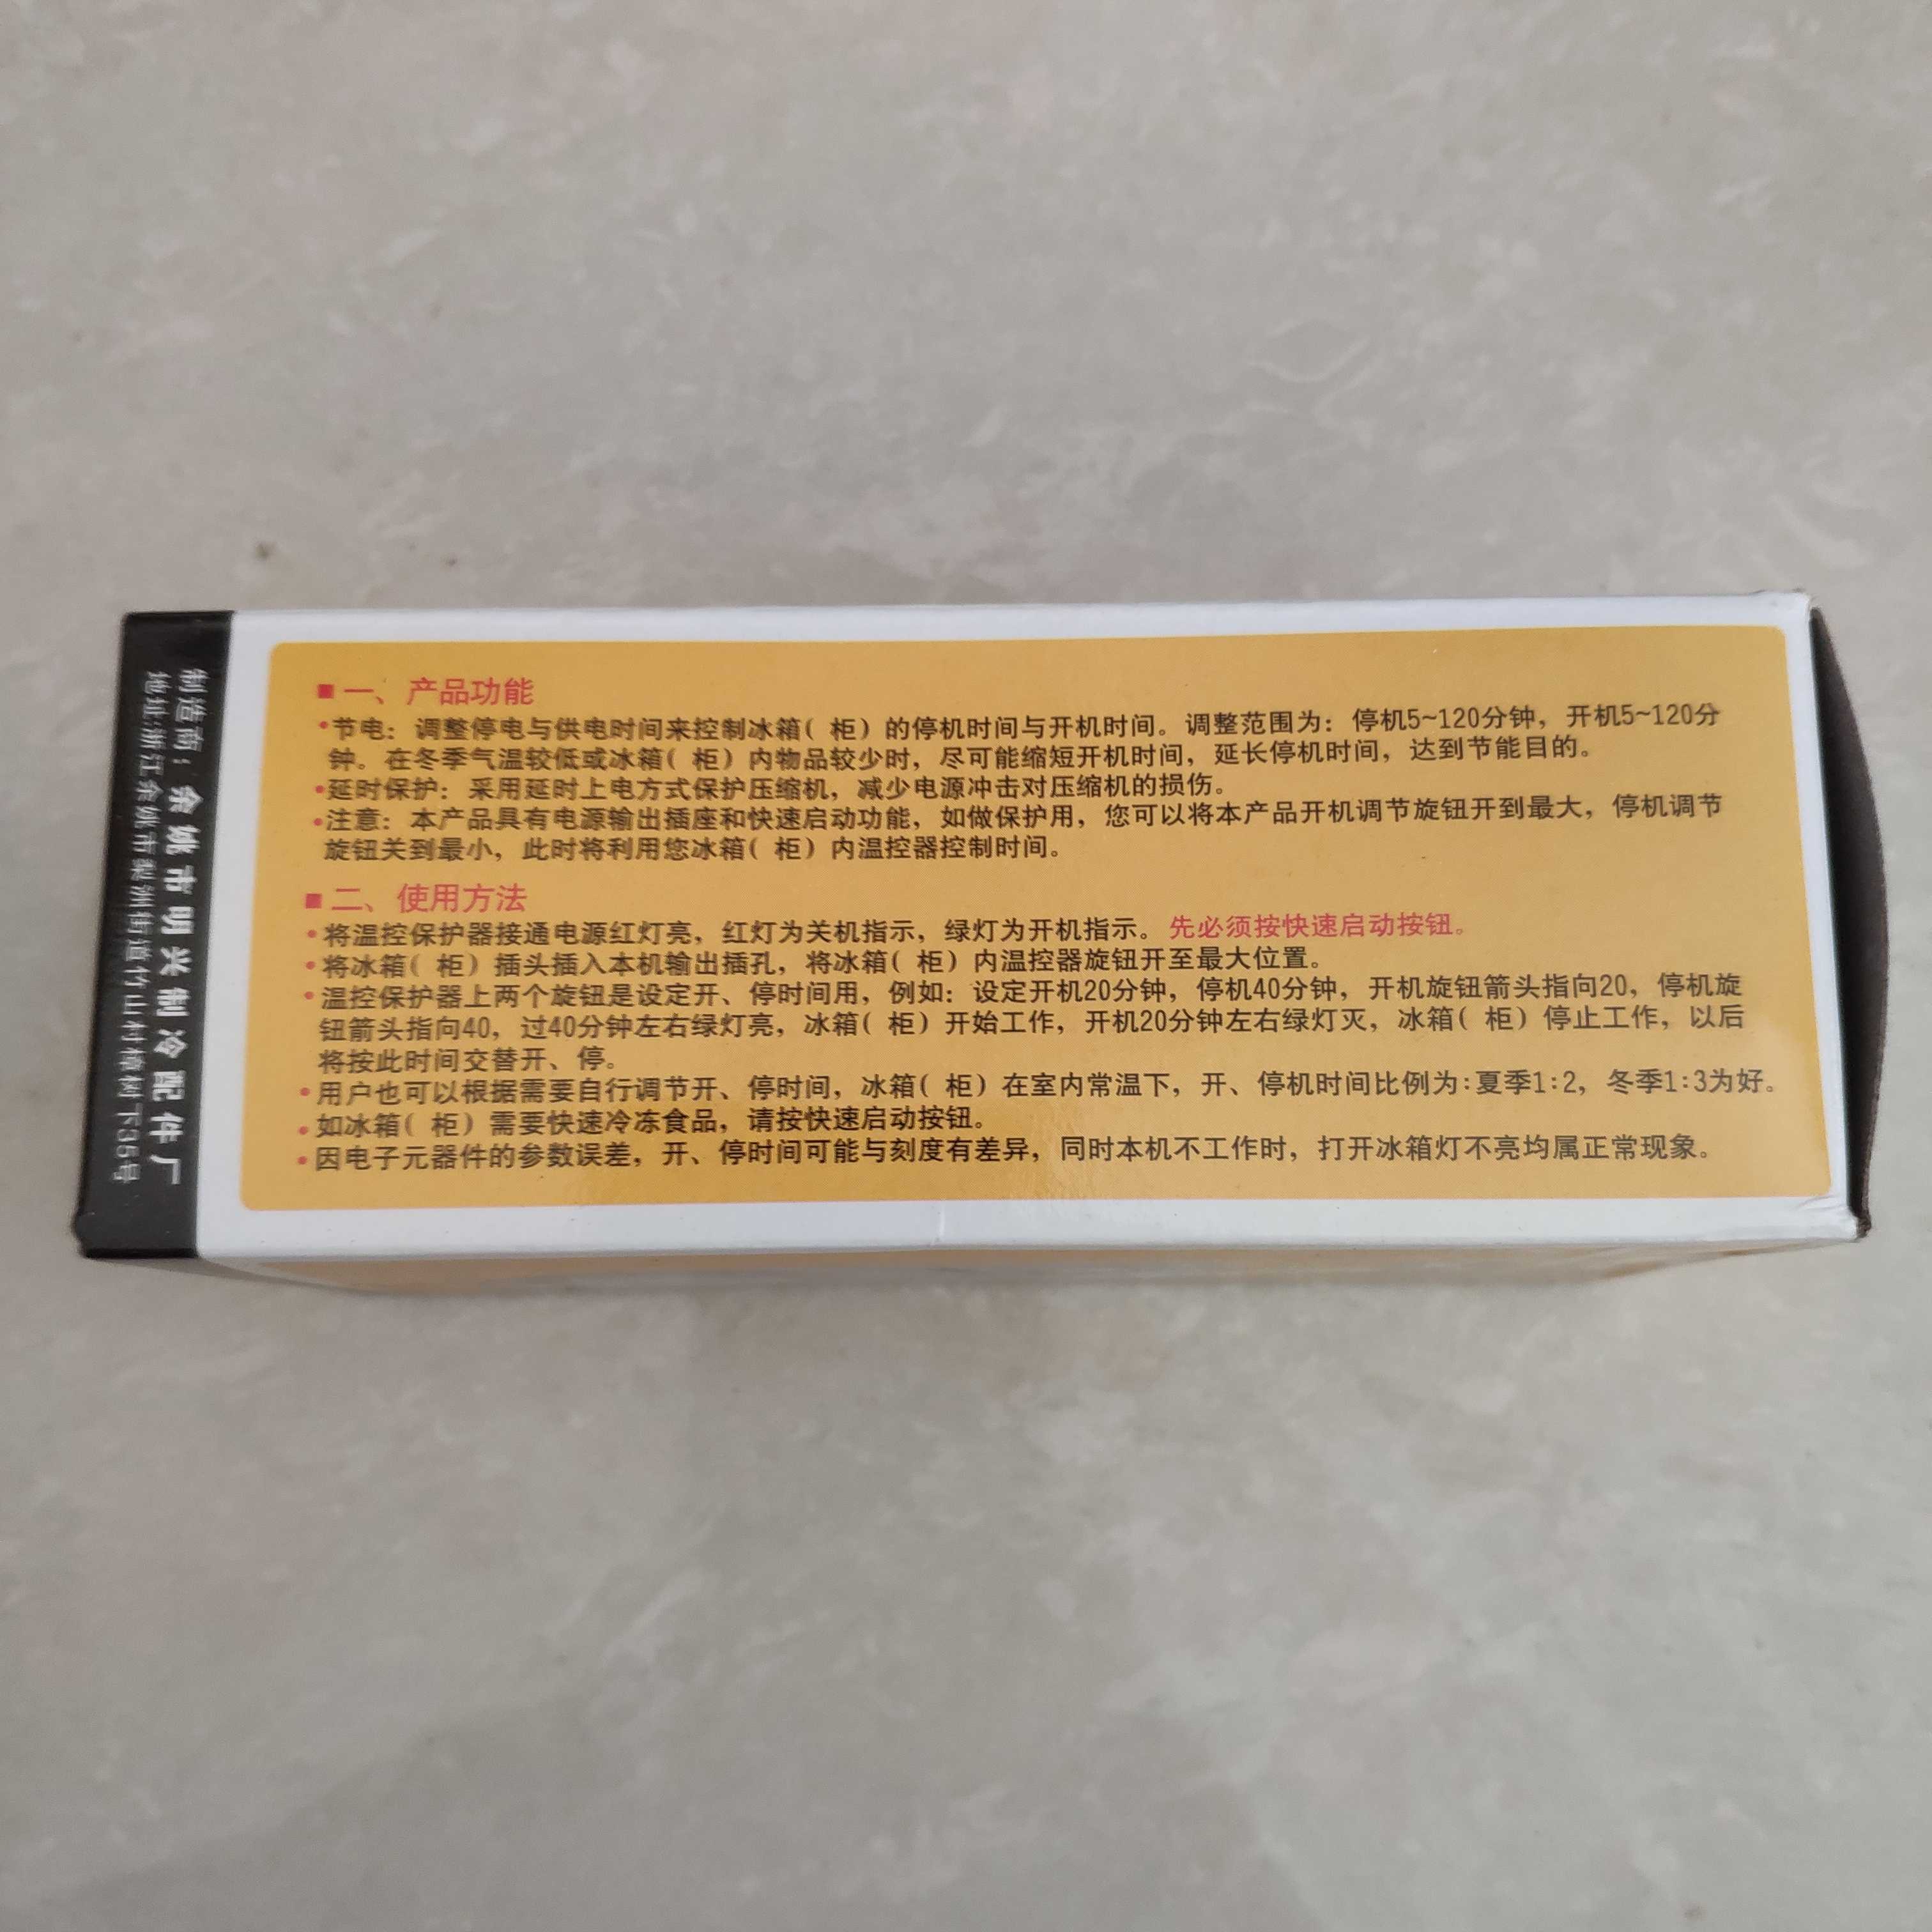 ■ 一、产品功能
•节电：调整停电与供电时间来控制冰箱(柜)的停机时间与开机时间。调整范围为：停机5~120分钟，开机5~120分
钟。在冬季气温较低或冰箱(柜)内物品较少时，尽可能缩短开机时间，延长停机时间，达到节能目的。
•延时保护：采用延时上电方式保护压缩机，减少电源冲击对压缩机的损伤。
•注意：本产品具有电源输出插座和快速启动功能，如做保护用，您可以将本产品开机调节旋钮开到最大，停机调节
旋钮关到最小，此时将利用您冰箱(柜)内温控器控制时间。
■ 二、使用方法
•将温控保护器接通电源红灯亮，红灯为关机指示，绿灯为开机指示。先必须按快速启动按钮。
•将冰箱(柜)插头插入本机输出插孔，将冰箱(柜)内温控器旋钮开至最大位置。
•温控保护器上两个旋钮是设定开、停时间用，例如：设定开机20分钟，停机40分钟，开机旋钮箭头指向20，停机旋
钮箭头指向40，过40分钟左右绿灯亮，冰箱(柜)开始工作，开机20分钟左右绿灯灭，冰箱(柜)停止工作，以后
将按此时间交替开、停。
•用户也可以根据需要自行调节开、停时间，冰箱(柜)在室内常温下，开、停机时间比例为:夏季1:2，冬季1:3为好。
•如冰箱(柜)需要快速冷冻食品，请按快速启动按钮。
•因电子元器件的参数误差，开、停时间可能与刻度有差异，同时本机不工作时，打开冰箱灯不亮均属正常现象。
制造商：余姚市明兴制冷配件厂
地址:浙江余姚市梨洲街道竹山村樟树下35号